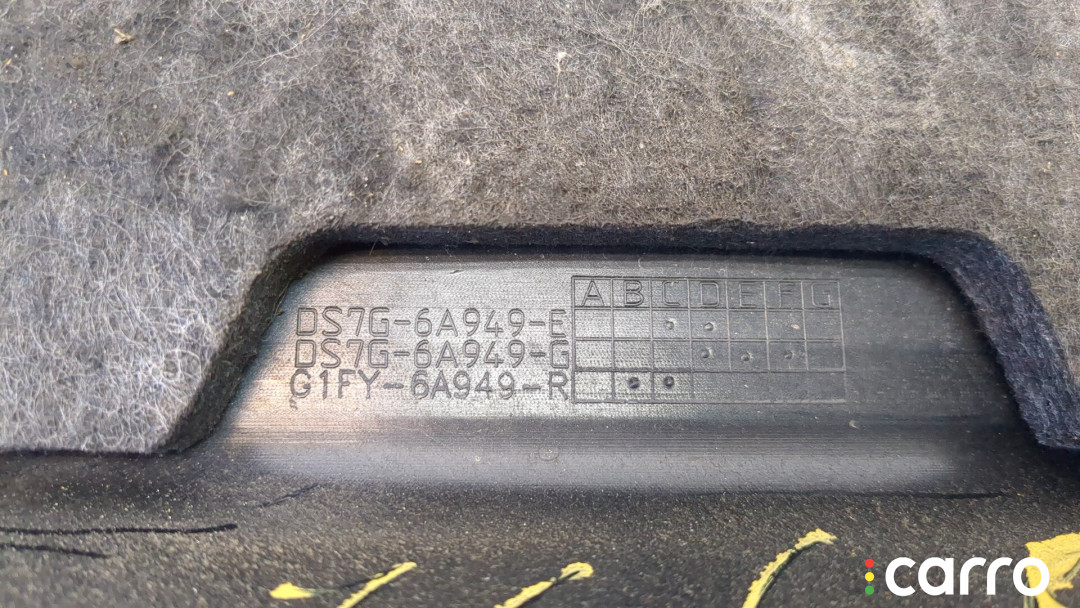 A B C D E F G
DS7G-6A949-E
DS7G-6A949-G
G1FY-6A949-R
carro